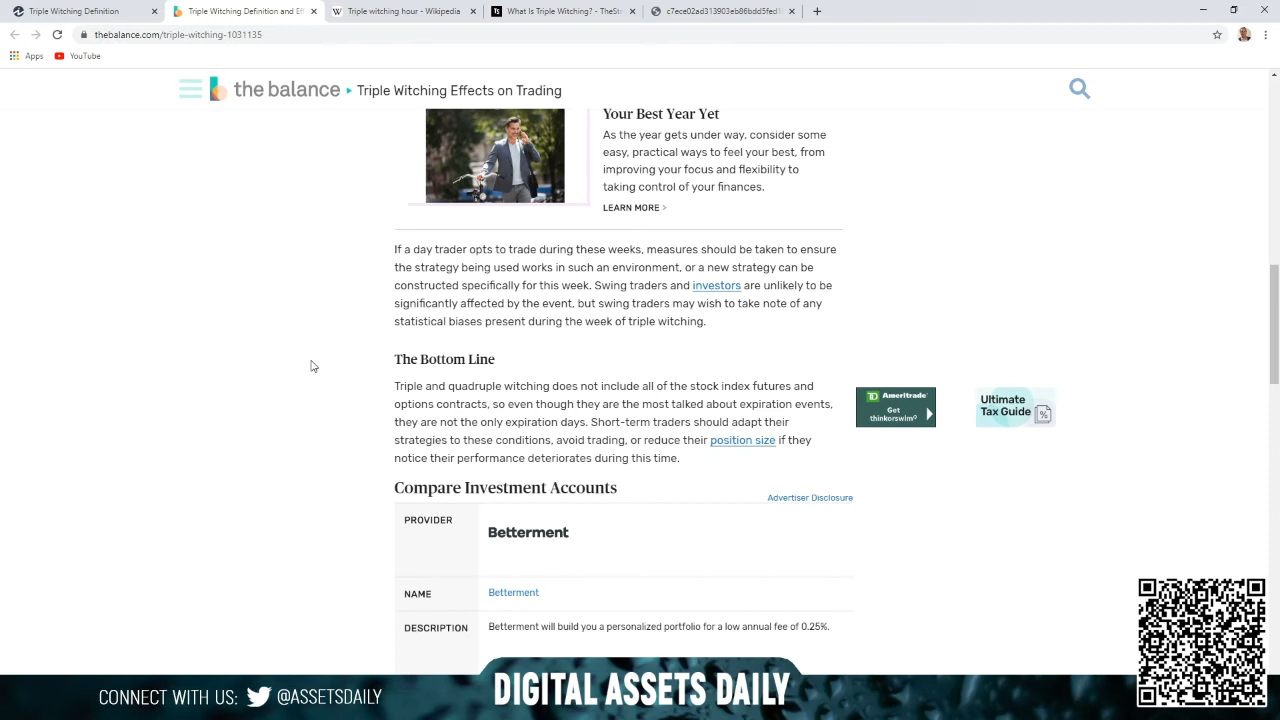 Triple Witching Definition
Triple Witching Definition and Eff
Triple witching hour - Wikipedia
What Is Triple Witching? - TheStr
c7ece02ad313903eb86bdd5fed1
thebalance.com/triple-witching-1031135
Apps
YouTube
the balance
Triple Witching Effects on Trading
Your Best Year Yet
As the year gets under way, consider some
easy, practical ways to feel your best, from
improving your focus and flexibility to
taking control of your finances.
LEARN MORE >
If a day trader opts to trade during these weeks, measures should be taken to ensure
the strategy being used works in such an environment, or a new strategy can be
constructed specifically for this week. Swing traders and investors are unlikely to be
significantly affected by the event, but swing traders may wish to take note of any
statistical biases present during the week of triple witching.
The Bottom Line
Triple and quadruple witching does not include all of the stock index futures and
options contracts, so even though they are the most talked about expiration events,
they are not the only expiration days. Short-term traders should adapt their
strategies to these conditions, avoid trading, or reduce their position size if they
notice their performance deteriorates during this time.
TD Ameritrade
Get
thinkorswim®
Ultimate
Tax Guide
Compare Investment Accounts
Advertiser Disclosure
PROVIDER
Betterment
NAME
Betterment
DESCRIPTION
Betterment will build you a personalized portfolio for a low annual fee of 0.25%.
CONNECT WITH US: @ASSETSDAILY
DIGITAL ASSETS DAILY